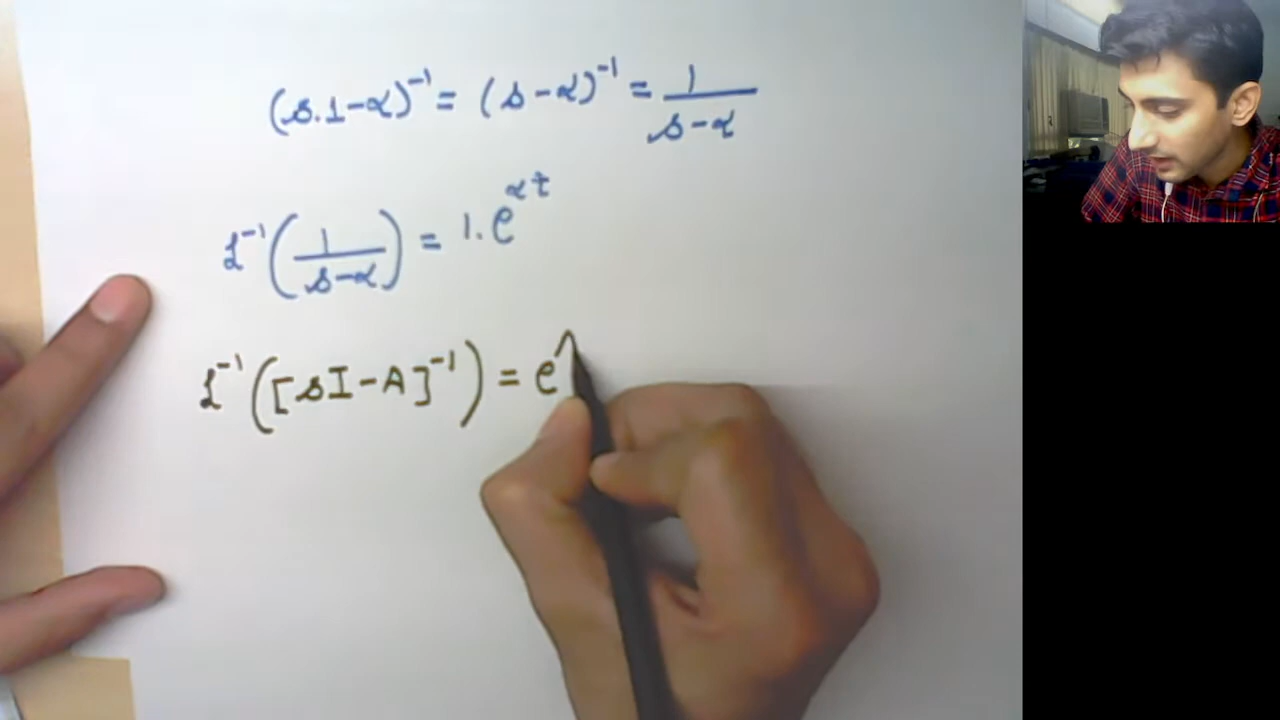 (s.1-α)⁻¹ = (s-α)⁻¹ = 1/(s-α)
ℒ⁻¹(1/(s-α)) = 1.e^αt
ℒ⁻¹([sI-A]⁻¹) = e